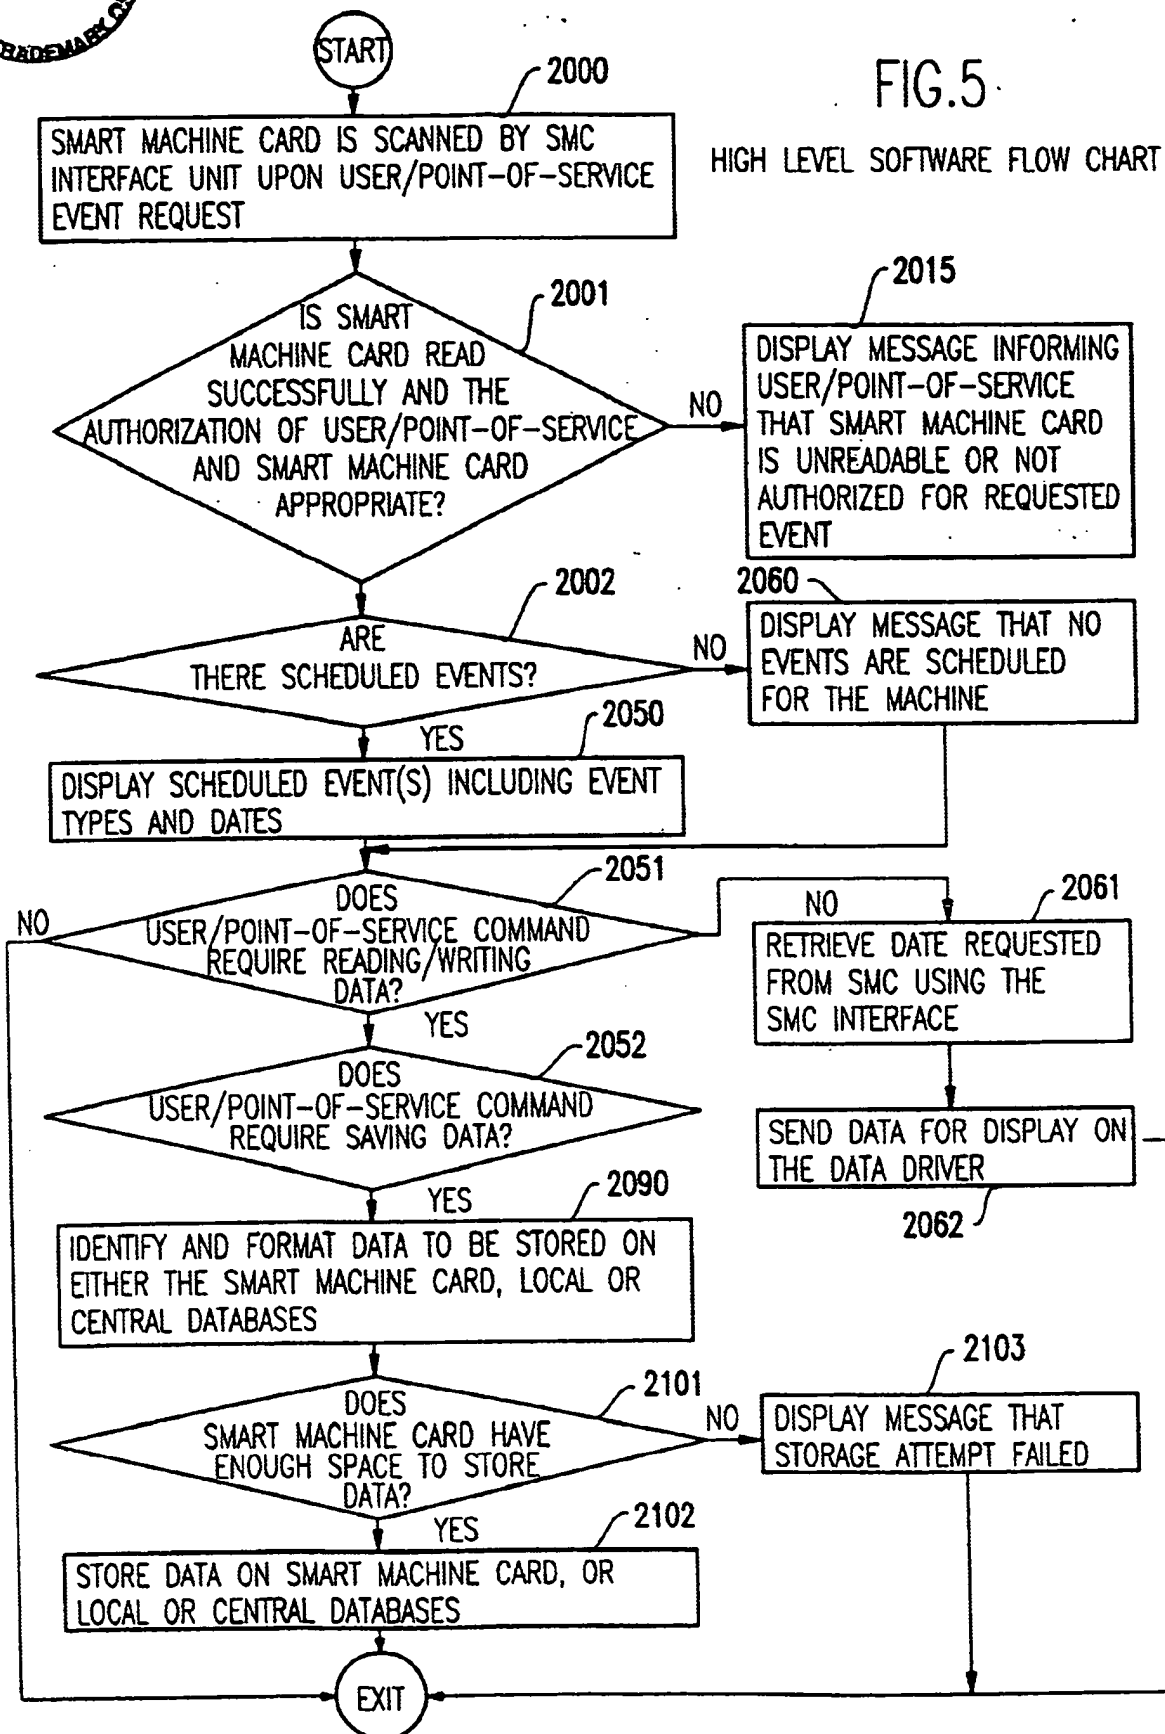 TRADEMARK
START
2000
FIG.5
HIGH LEVEL SOFTWARE FLOW CHART
SMART MACHINE CARD IS SCANNED BY SMC
INTERFACE UNIT UPON USER/POINT-OF-SERVICE
EVENT REQUEST
2001
IS SMART
MACHINE CARD READ
SUCCESSFULLY AND THE
AUTHORIZATION OF USER/POINT-OF-SERVICE
AND SMART MACHINE CARD
APPROPRIATE?
NO
2015
DISPLAY MESSAGE INFORMING
USER/POINT-OF-SERVICE
THAT SMART MACHINE CARD
IS UNREADABLE OR NOT
AUTHORIZED FOR REQUESTED
EVENT
2002
ARE
THERE SCHEDULED EVENTS?
NO
2060
DISPLAY MESSAGE THAT NO
EVENTS ARE SCHEDULED
FOR THE MACHINE
YES
2050
DISPLAY SCHEDULED EVENT(S) INCLUDING EVENT
TYPES AND DATES
2051
NO
DOES
USER/POINT-OF-SERVICE COMMAND
REQUIRE READING/WRITING
DATA?
NO
2061
RETRIEVE DATE REQUESTED
FROM SMC USING THE
SMC INTERFACE
YES
2052
DOES
USER/POINT-OF-SERVICE COMMAND
REQUIRE SAVING DATA?
SEND DATA FOR DISPLAY ON
THE DATA DRIVER
2062
YES
2090
IDENTIFY AND FORMAT DATA TO BE STORED ON
EITHER THE SMART MACHINE CARD, LOCAL OR
CENTRAL DATABASES
2101
DOES
SMART MACHINE CARD HAVE
ENOUGH SPACE TO STORE
DATA?
NO
2103
DISPLAY MESSAGE THAT
STORAGE ATTEMPT FAILED
YES
2102
STORE DATA ON SMART MACHINE CARD, OR
LOCAL OR CENTRAL DATABASES
EXIT